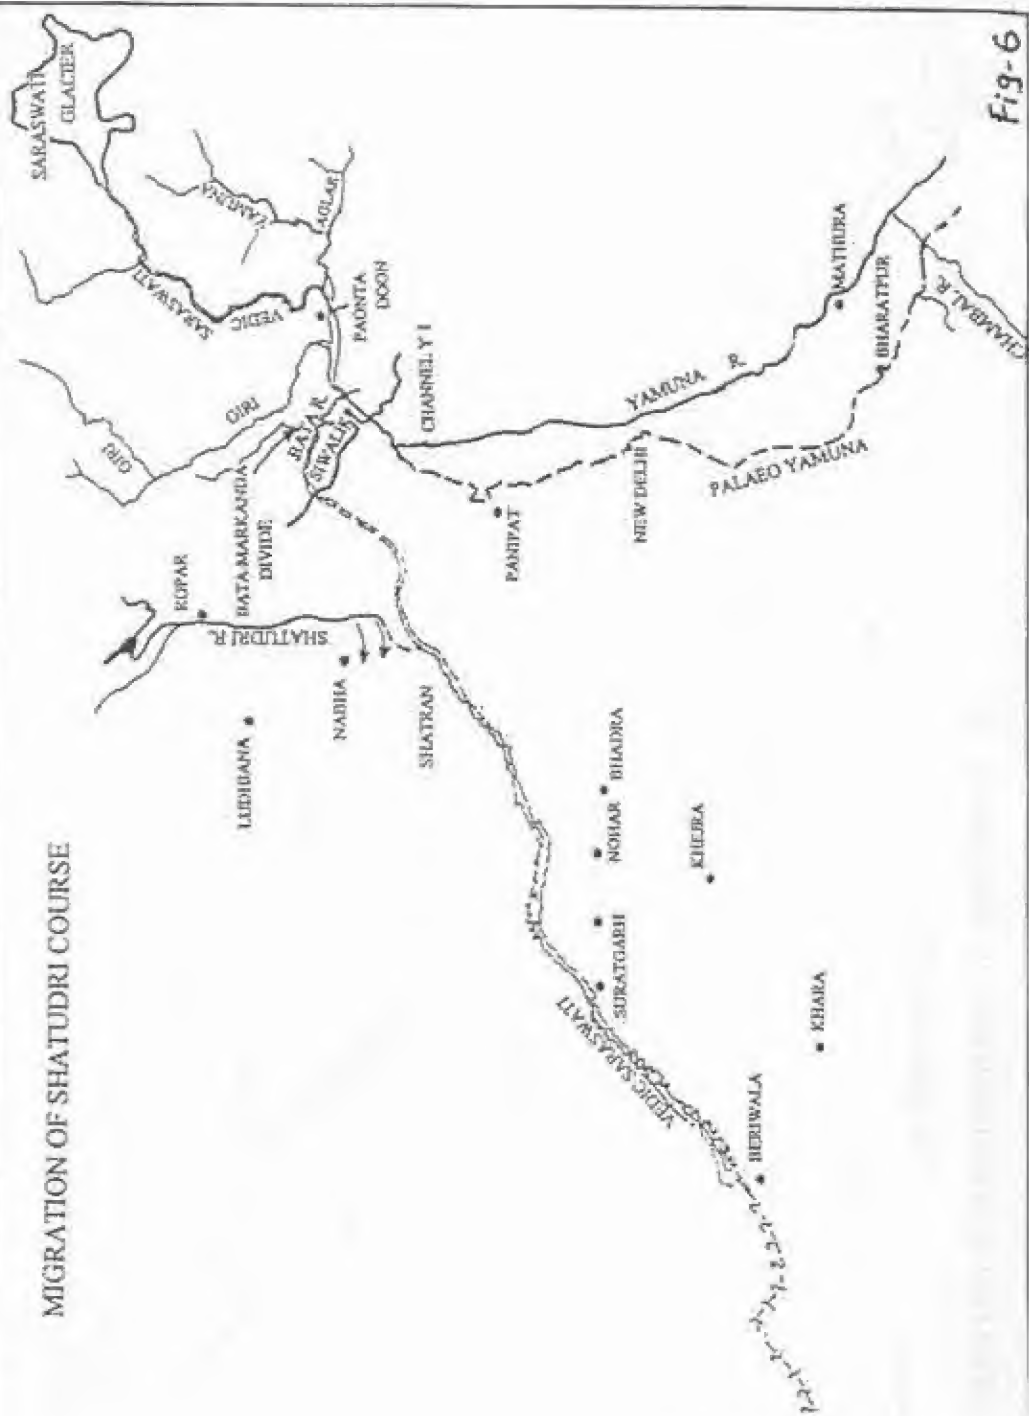 MIGRATION OF SHATUDRI COURSE
SARASWATI
GLACIER
YAMUNA
AGLAR
VEDIC
SARASWATI
PAONTA
DOON
GIRI
GIRI
BATA R.
SIWALIK
CHANNEL Y I
BATA-MARKANDA
DIVIDE
ROPAR
SHATUDRI R.
LUDHIANA
NABHA
SHATRAN
PANIPAT
NEW DELHI
YAMUNA R.
PALAEO YAMUNA
MATHURA
BHARATPUR
CHAMBAL R.
BHADRA
NOHAR
KHEJRA
SURATGARH
VEDIC SARASWATI
KHARA
BERIWALA
Fig-6